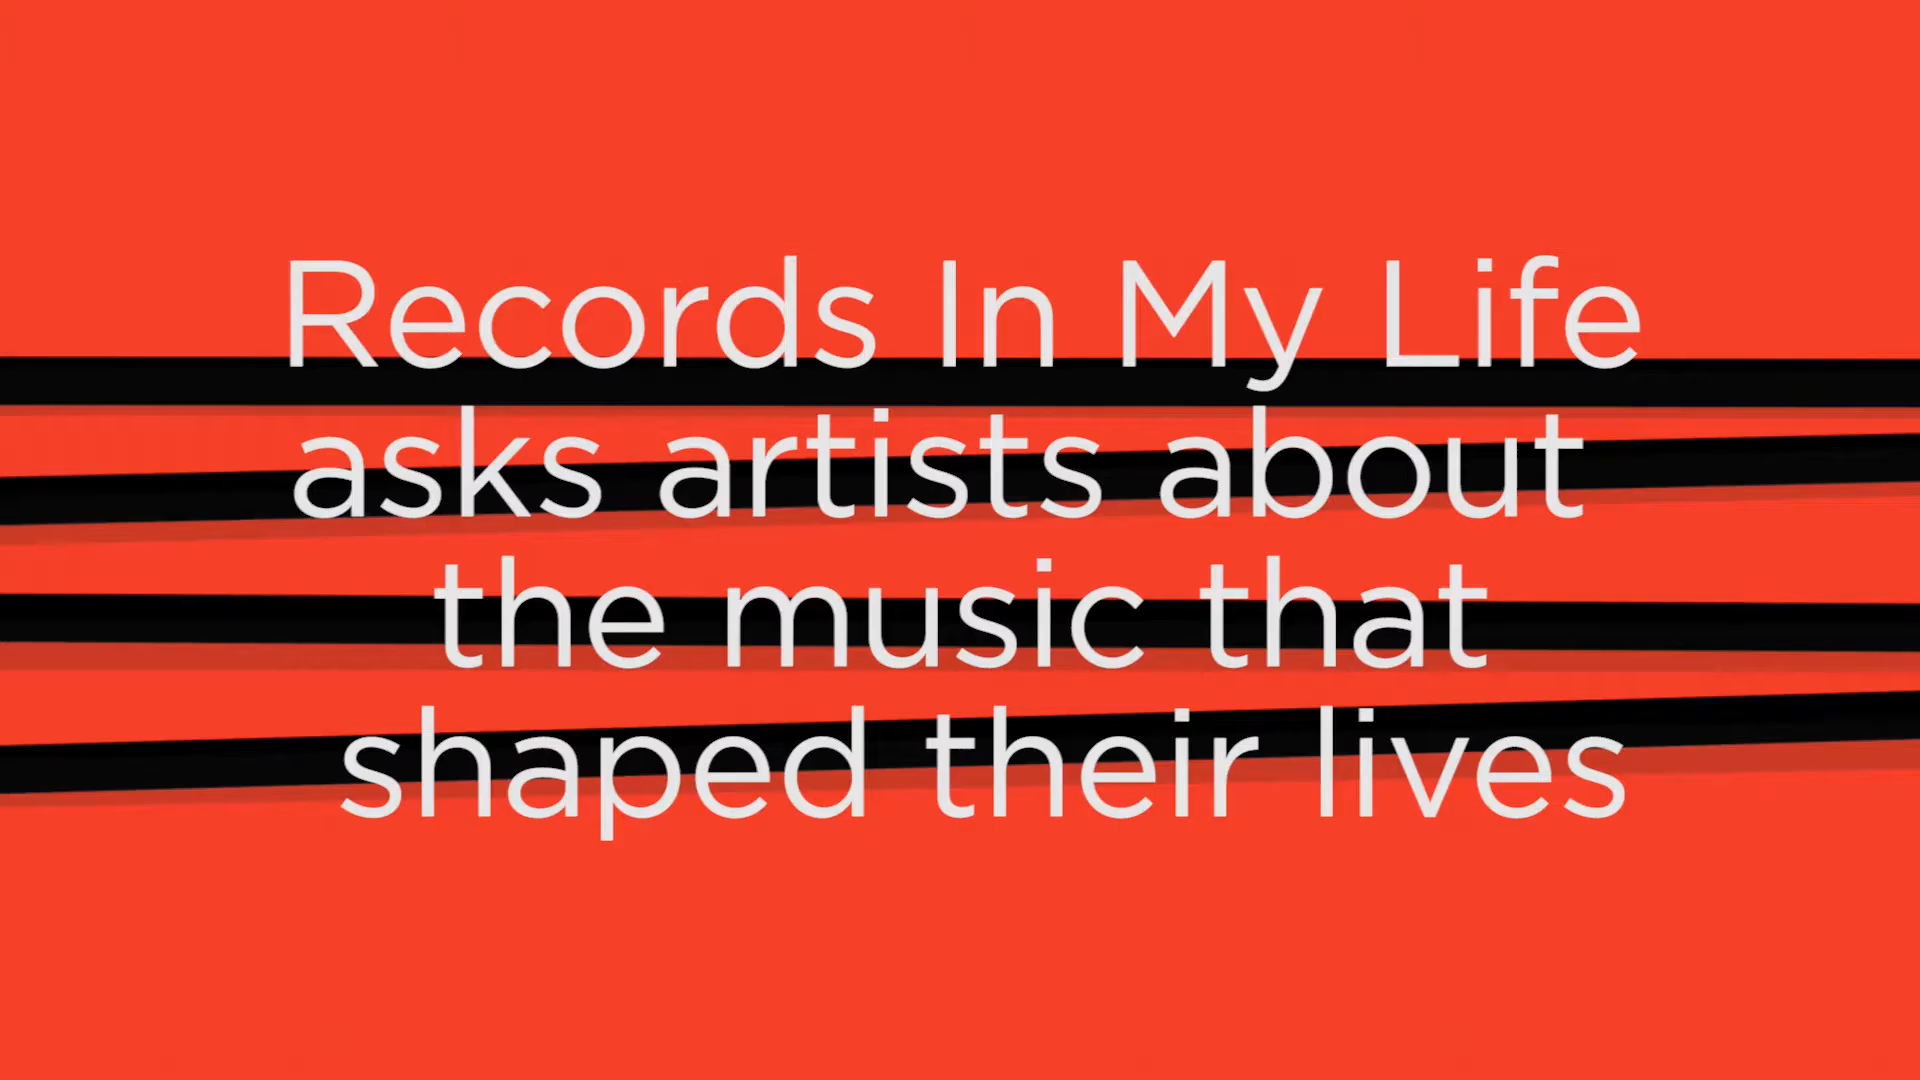 Records In My Life
asks artists about
the music that
shaped their lives